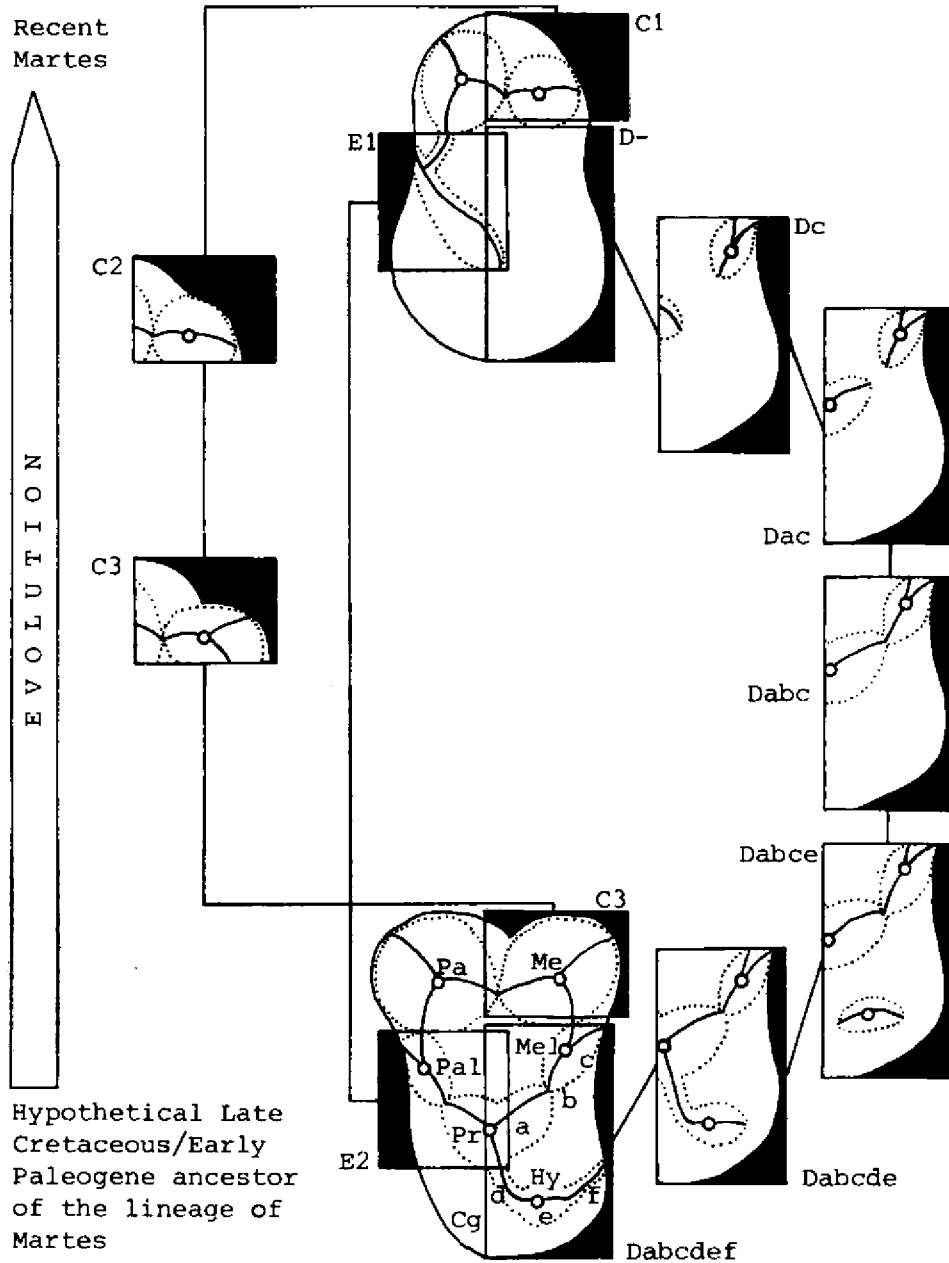 Recent
Martes
C1
E1
D-
C2
Dc
EVOLUTION
Dac
C3
Dabc
Dabce
C3
Pa
Me
Pal
Mel
c
b
Pr
a
E2
Hy
d
f
Cg
e
Dabcde
Dabcdef
Hypothetical Late
Cretaceous/Early
Paleogene ancestor
of the lineage of
Martes